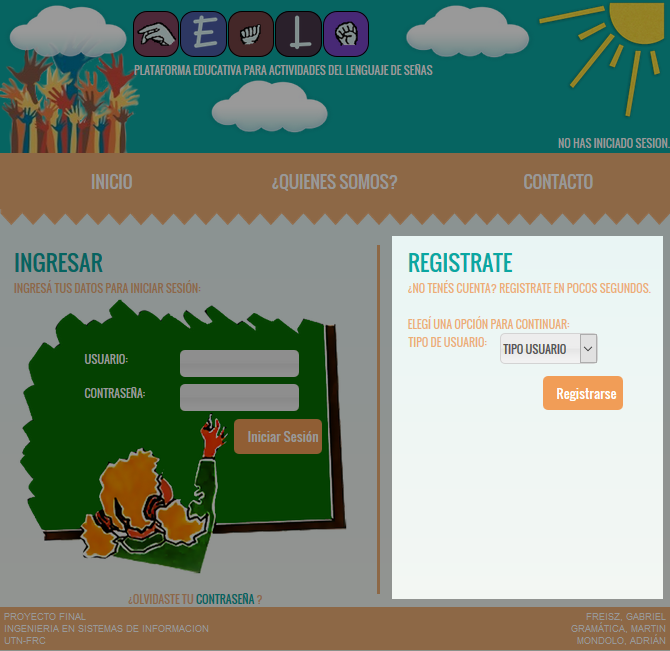 E
PLATAFORMA EDUCATIVA PARA ACTIVIDADES DEL LENGUAJE DE SEÑAS
NO HAS INICIADO SESION.
INICIO
¿QUIENES SOMOS?
CONTACTO
INGRESAR
INGRESÁ TUS DATOS PARA INICIAR SESIÓN:
USUARIO:
CONTRASEÑA:
Iniciar Sesión
¿OLVIDASTE TU CONTRASEÑA ?
REGISTRATE
¿NO TENÉS CUENTA? REGISTRATE EN POCOS SEGUNDOS.
ELEGÍ UNA OPCIÓN PARA CONTINUAR:
TIPO DE USUARIO: TIPO USUARIO
Registrarse
PROYECTO FINAL
INGENIERIA EN SISTEMAS DE INFORMACION
UTN-FRC
FREISZ, GABRIEL
GRAMÁTICA, MARTIN
MONDOLO, ADRIÁN